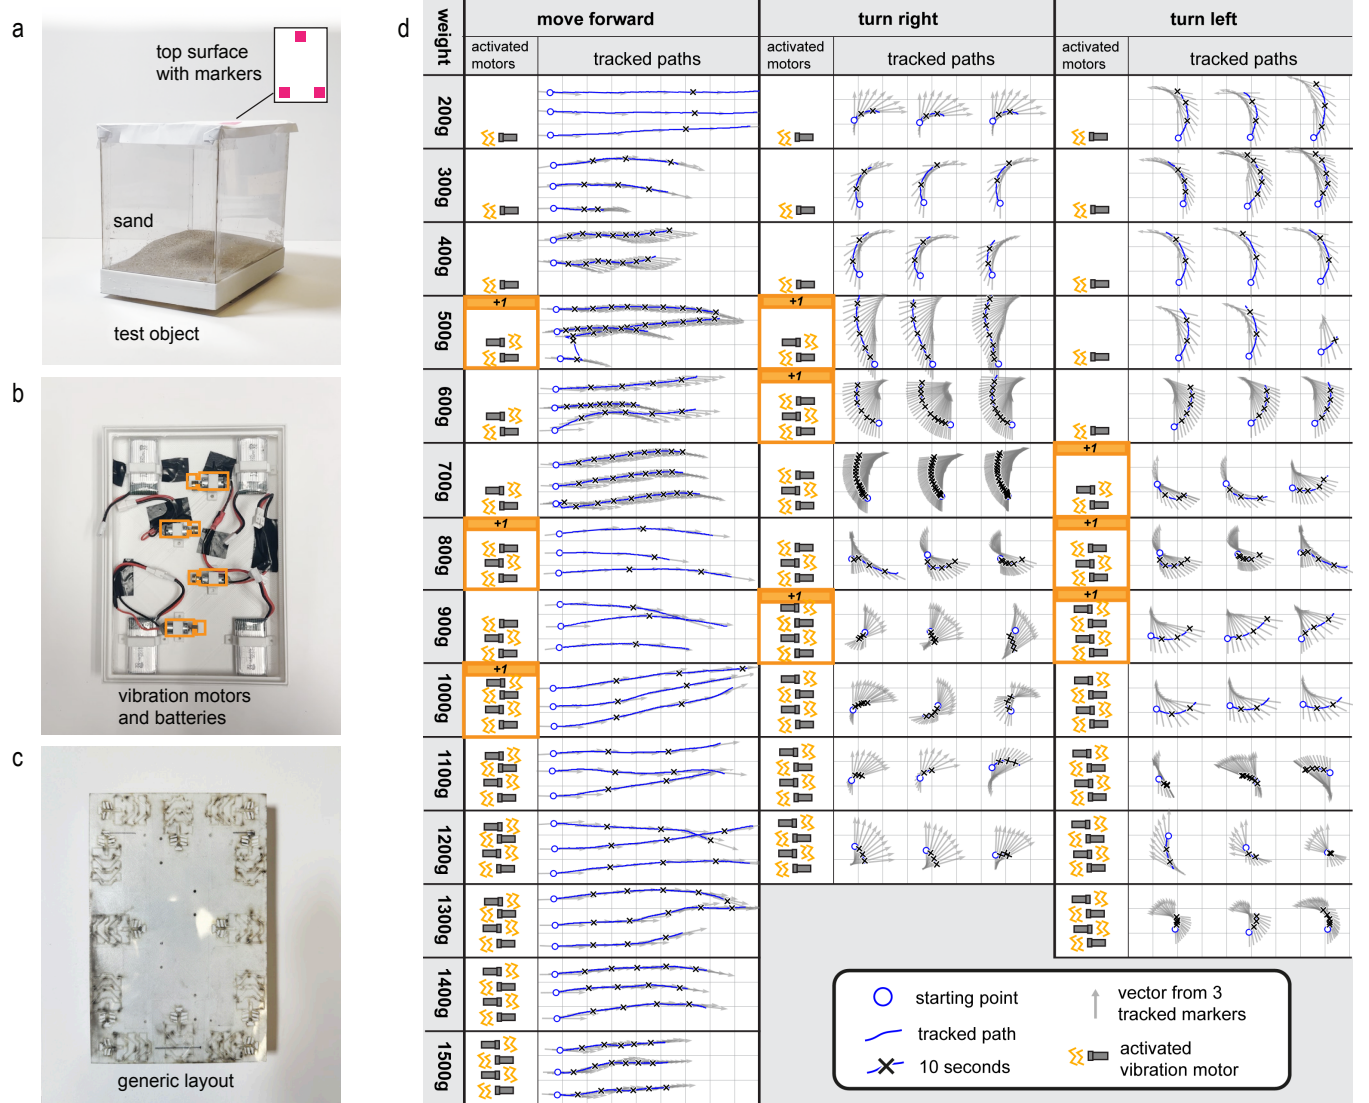 a
top surface
with markers
sand
test object
b
vibration motors
and batteries
c
generic layout
d
weight
move forward
turn right
turn left
activated
motors
tracked paths
activated
motors
tracked paths
activated
motors
tracked paths
200g
300g
400g
500g
+1
+1
600g
+1
700g
+1
800g
+1
+1
900g
+1
+1
1000g
+1
1100g
1200g
1300g
1400g
1500g
starting point
tracked path
10 seconds
vector from 3
tracked markers
activated
vibration motor